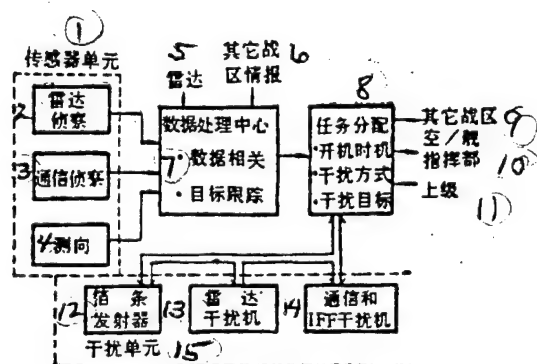 1
传感器单元
5
雷达
其它战
区情报
6
2
雷达
侦察
3
通信侦察
4
测向
7
数据处理中心
·数据相关
·目标跟踪
8
任务分配
·开机时机
·干扰方式
·干扰目标
其它战区
9
空/舰
指挥部
10
上级
11
12
箔条
发射器
13
雷达
干扰机
14
通信和
IFF干扰机
干扰单元
15